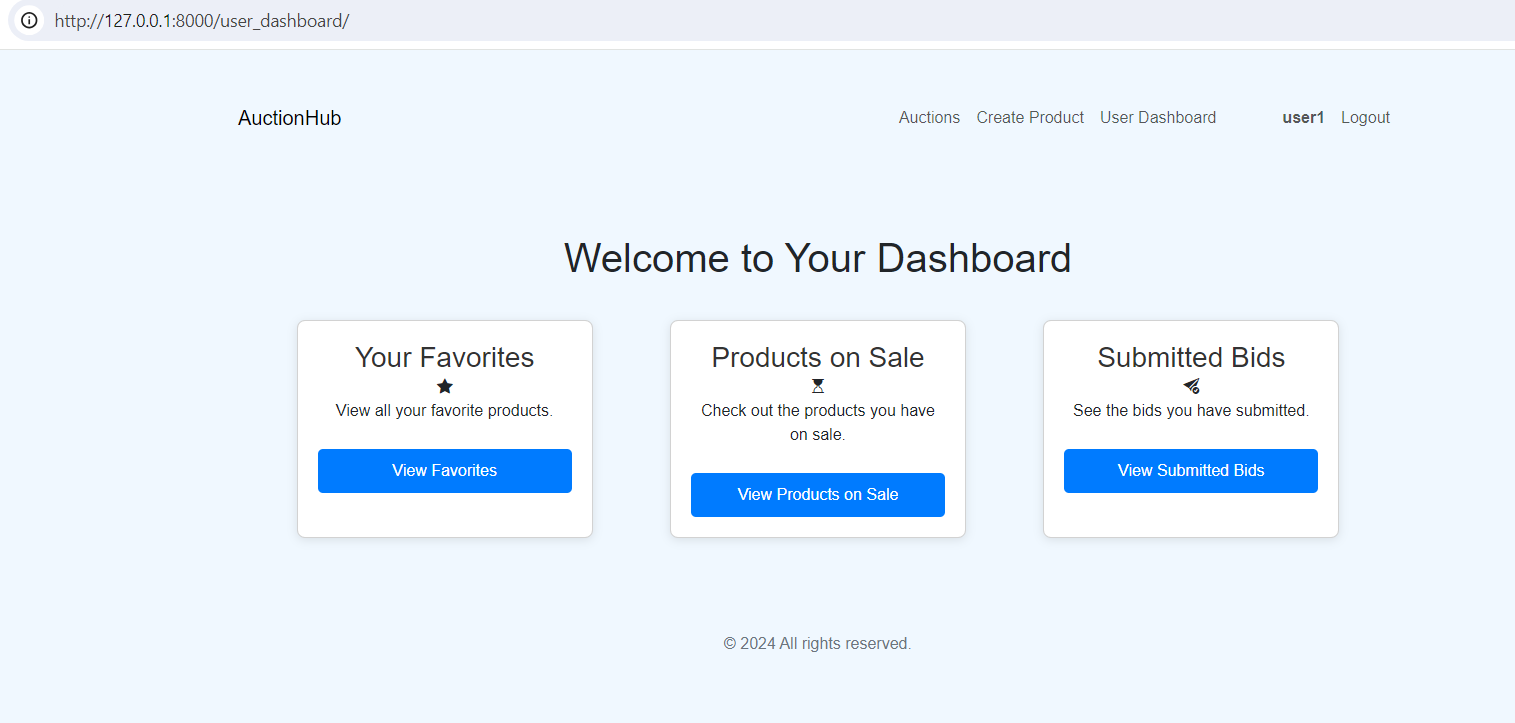 http://127.0.0.1:8000/user_dashboard/
AuctionHub
Auctions Create Product User Dashboard user1 Logout
Welcome to Your Dashboard
Your Favorites
View all your favorite products.
View Favorites
Products on Sale
Check out the products you have
on sale.
View Products on Sale
Submitted Bids
See the bids you have submitted.
View Submitted Bids
© 2024 All rights reserved.